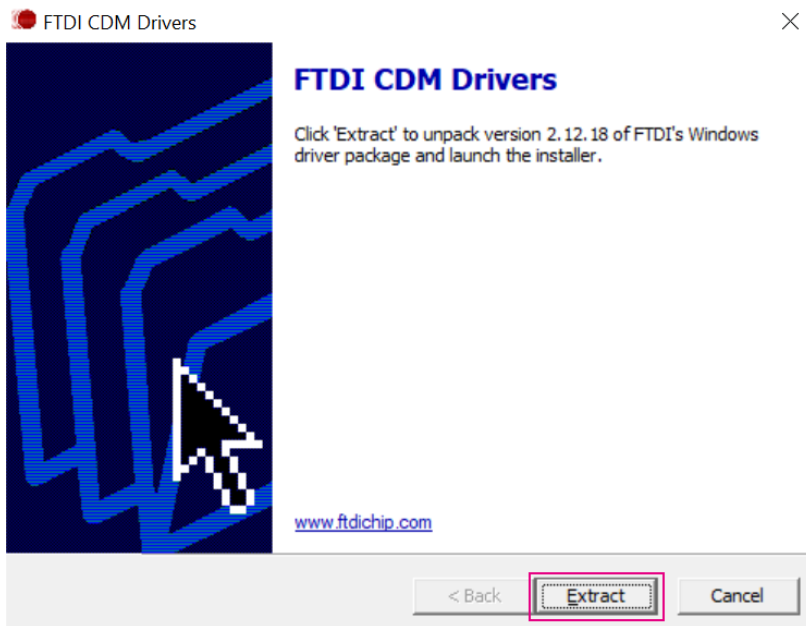 FTDI CDM Drivers
FTDI CDM Drivers
Click 'Extract' to unpack version 2.12.18 of FTDI's Windows
driver package and launch the installer.
www.ftdichip.com
< Back
Extract
Cancel